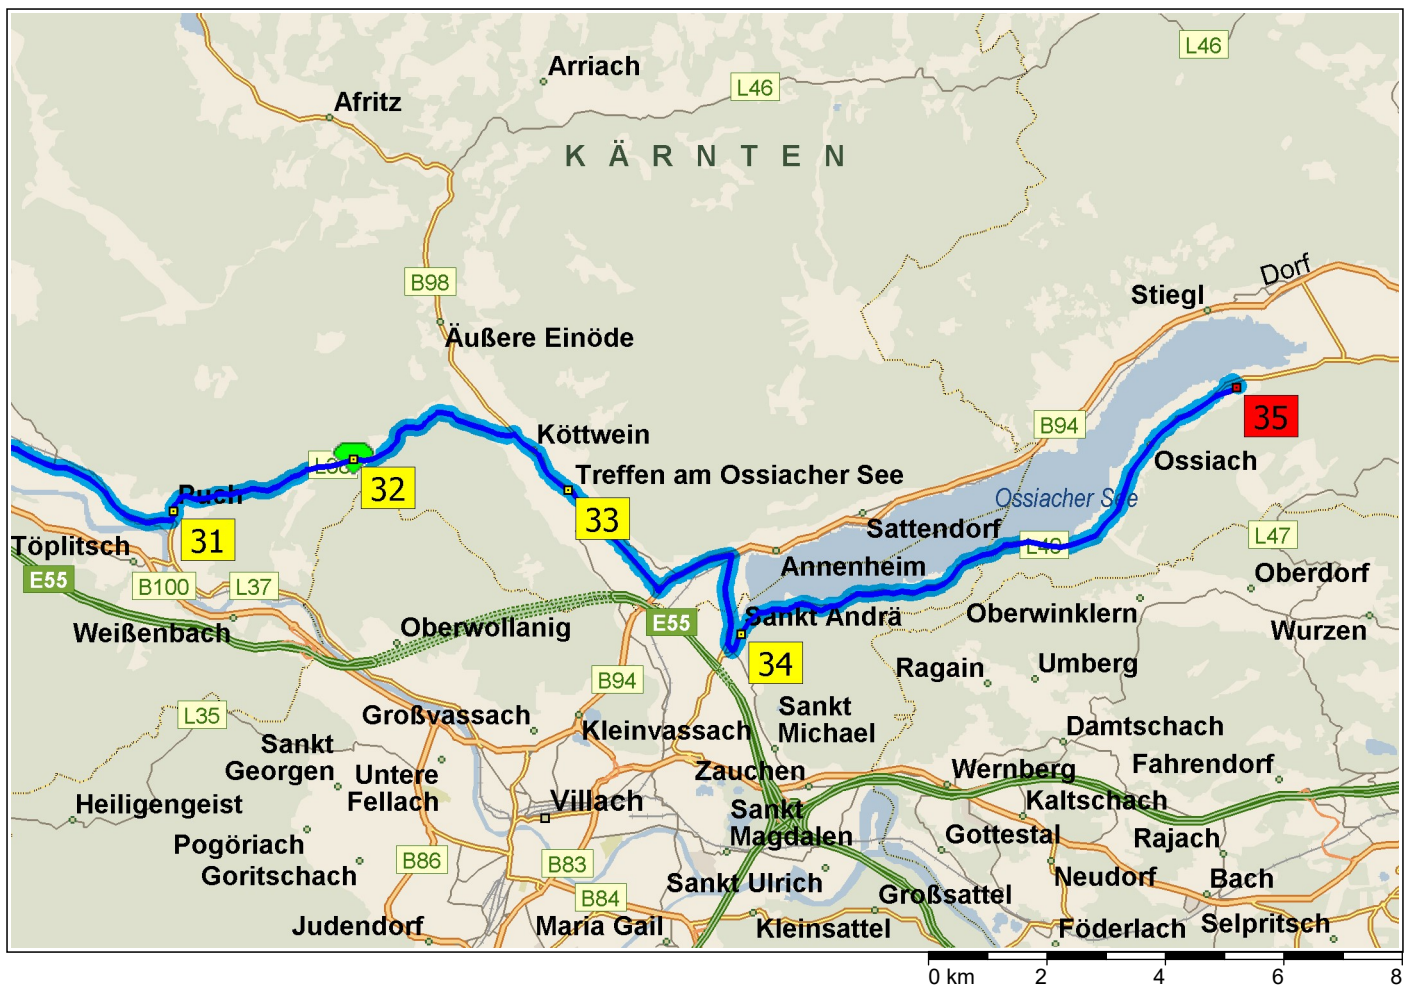 L46
Arriach
L46
Afritz
KÄRNTEN
Dorf
B98
Stiegl
Äußere Einöde
35
B94
Köttwein
Ossiach
Treffen am Ossiacher See
32
Ossiacher See
Puch
33
Sattendorf
31
L47
Töplitsch
L49
Annenheim
Oberdorf
E55
B100
L37
Sankt Andrä
Oberwinklern
E55
Oberwollanig
Weißenbach
Wurzen
34
Ragain
Umberg
B94
L35
Großvassach
Sankt
Michael
Kleinvassach
Damtschach
Sankt
Georgen
Untere
Fellach
Zauchen
Wernberg
Fahrendorf
Heiligengeist
Villach
Kaltschach
Sankt
Magdalen
Gottestal
Rajach
Pogöriach
B86
B83
Goritschach
Sankt Ulrich
Neudorf
Bach
B84
Großsattel
Judendorf
Maria Gail
Kleinsattel
Föderlach
Selpritsch
0 km
2
4
6
8